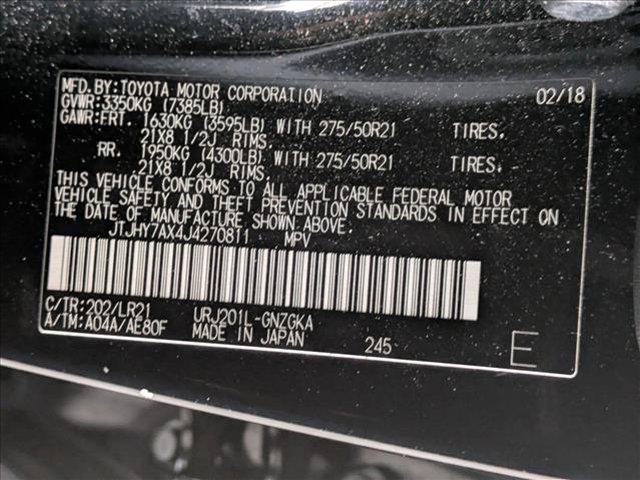 MFD. BY: TOYOTA MOTOR CORPORATION 02/18
GVWR: 3350KG (7385LB)
GAWR: FRT. 1630KG (3595LB) WITH 275/50R21 TIRES.
21X8 1/2J RIMS.
RR. 1950KG (4300LB) WITH 275/50R21 TIRES.
21X8 1/2J RIMS.
THIS VEHICLE CONFORMS TO ALL APPLICABLE FEDERAL MOTOR
VEHICLE SAFETY AND THEFT PREVENTION STANDARDS IN EFFECT ON
THE DATE OF MANUFACTURE SHOWN ABOVE.
JTJHY7AX4J4270811 MPV
C/TR: 202/LR21 URJ201L-GNZGKA
A/TM: A04A/AE80F MADE IN JAPAN 245 E